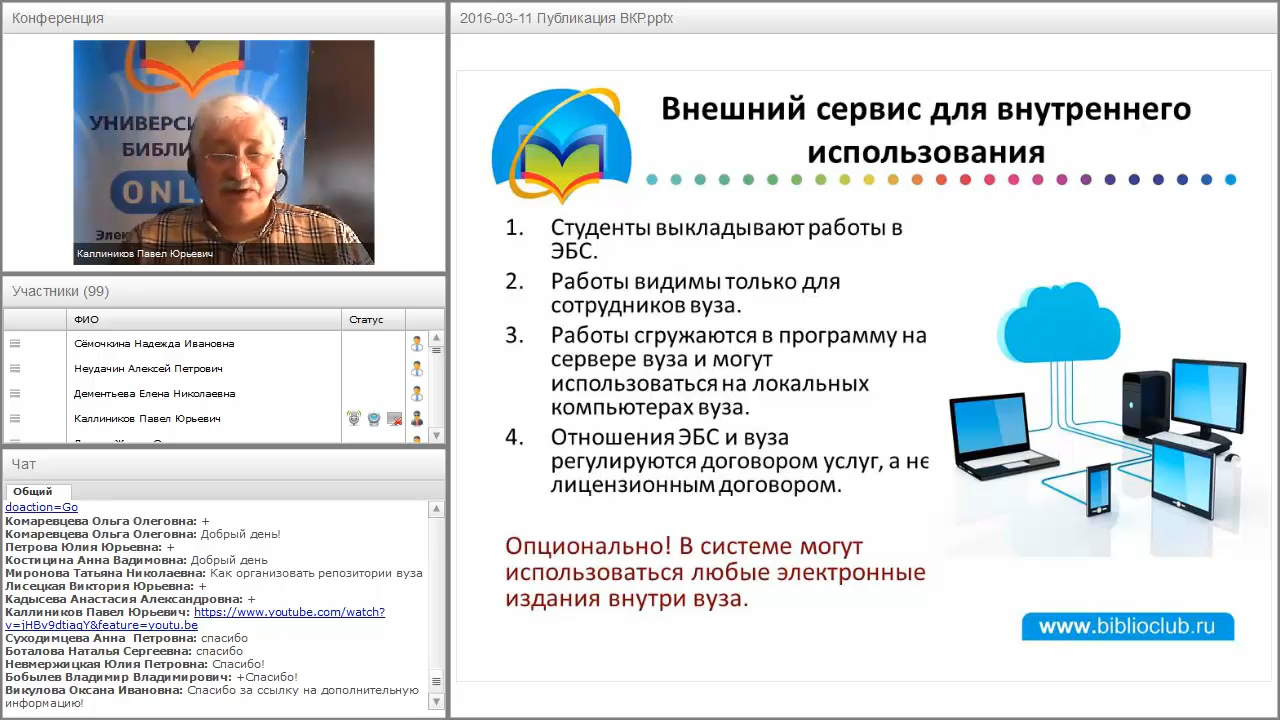 Конференция
УНИВЕРСИ
БИБЛИ
ONL
Каллиников Павел Юрьевич
Участники (99)
ФИО
Статус
Сёмочкина Надежда Ивановна
Неудачин Алексей Петрович
Дементьева Елена Николаевна
Каллиников Павел Юрьевич
Чат
Общий
doaction=Go
Комаревцева Ольга Олеговна: +
Комаревцева Ольга Олеговна: Добрый день!
Петрова Юлия Юрьевна: +
Костицина Анна Вадимовна: Добрый день
Миронова Татьяна Николаевна: Как организовать репозитории вуза
Лисецкая Виктория Юрьевна: +
Кадысева Анастасия Александровна: +
Каллиников Павел Юрьевич: https://www.youtube.com/watch?
v=jHBv9dtiaqY&feature=youtu.be
Суходимцева Анна Петровна: спасибо
Боталова Наталья Сергеевна: спасибо
Невмержицкая Юлия Петровна: Спасибо!
Бобылев Владимир Владимирович: +Спасибо!
Викулова Оксана Ивановна: Спасибо за ссылку на дополнительную
информацию!
2016-03-11 Публикация ВКР.pptx
Внешний сервис для внутреннего
использования
1. Студенты выкладывают работы в
ЭБС.
2. Работы видимы только для
сотрудников вуза.
3. Работы сгружаются в программу на
сервере вуза и могут
использоваться на локальных
компьютерах вуза.
4. Отношения ЭБС и вуза
регулируются договором услуг, а не
лицензионным договором.
Опционально! В системе могут
использоваться любые электронные
издания внутри вуза.
www.biblioclub.ru